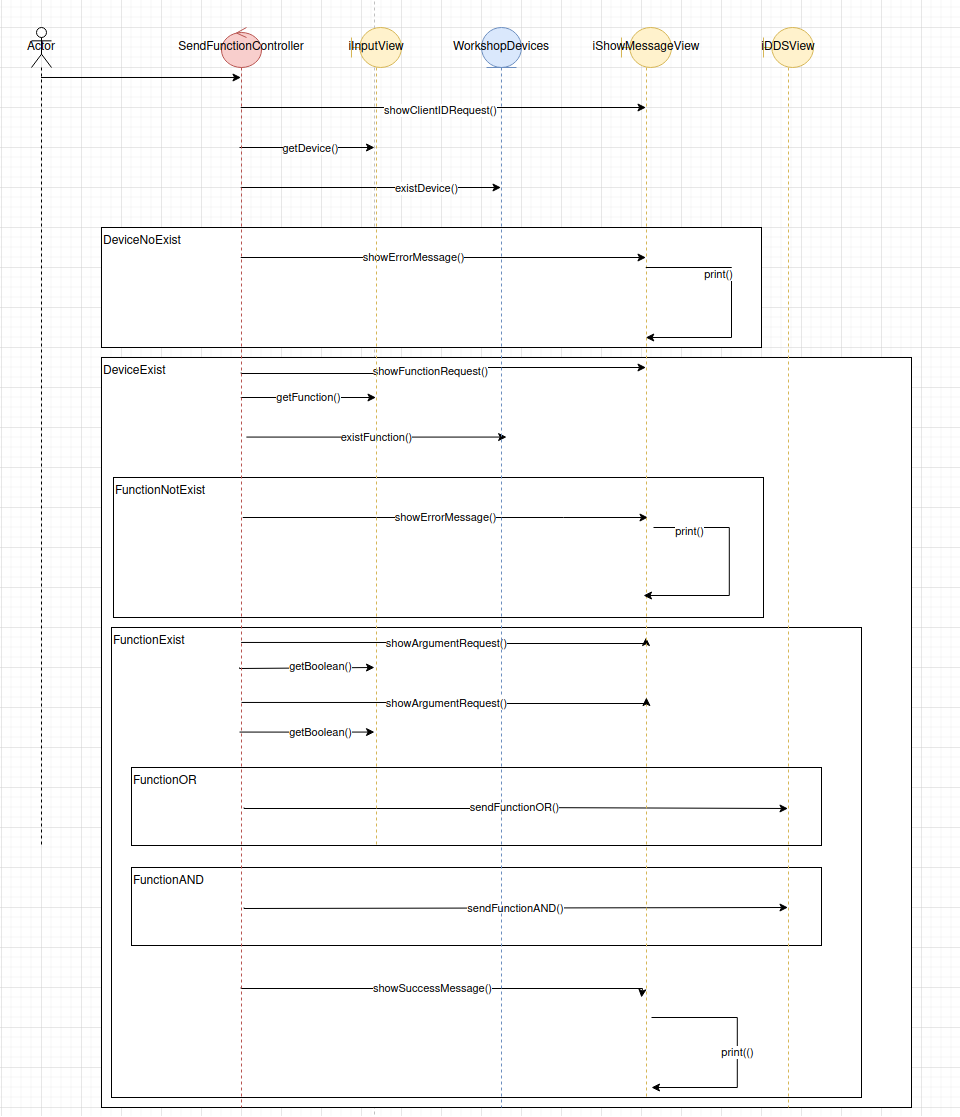 Actor
SendFunctionController
iInputView
WorkshopDevices
iShowMessageView
iDDSView
showClientIDRequest()
getDevice()
existDevice()
DeviceNoExist
showErrorMessage()
print()
DeviceExist
showFunctionRequest()
getFunction()
existFunction()
FunctionNotExist
showErrorMessage()
print()
FunctionExist
showArgumentRequest()
getBoolean()
showArgumentRequest()
getBoolean()
FunctionOR
sendFunctionOR()
FunctionAND
sendFunctionAND()
showSuccessMessage()
print(()